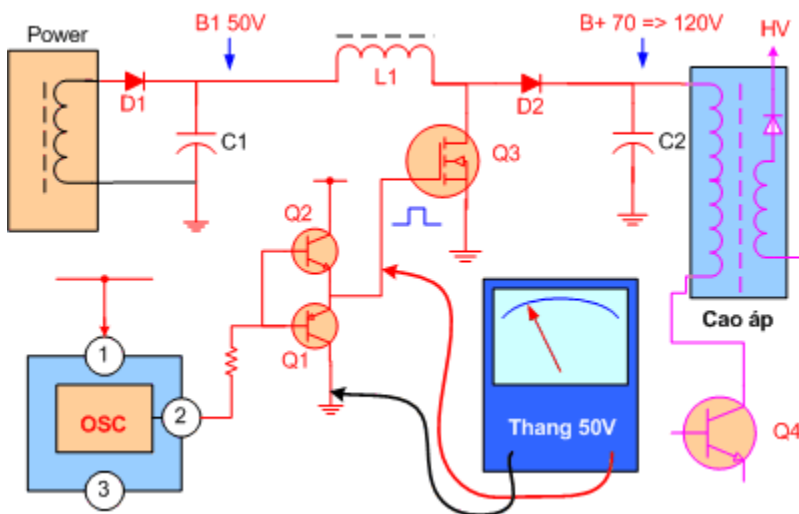 Power
B1 50V
B+ 70 => 120V
HV
D1
L1
D2
C1
Q3
C2
Q2
Q1
Cao áp
1
OSC
2
3
Thang 50V
Q4